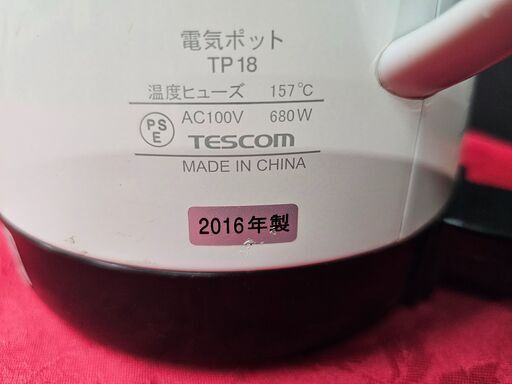 電気ポット
TP18
温度ヒューズ 157℃
PSE AC100V 680W
TESCOM
MADE IN CHINA
2016年製